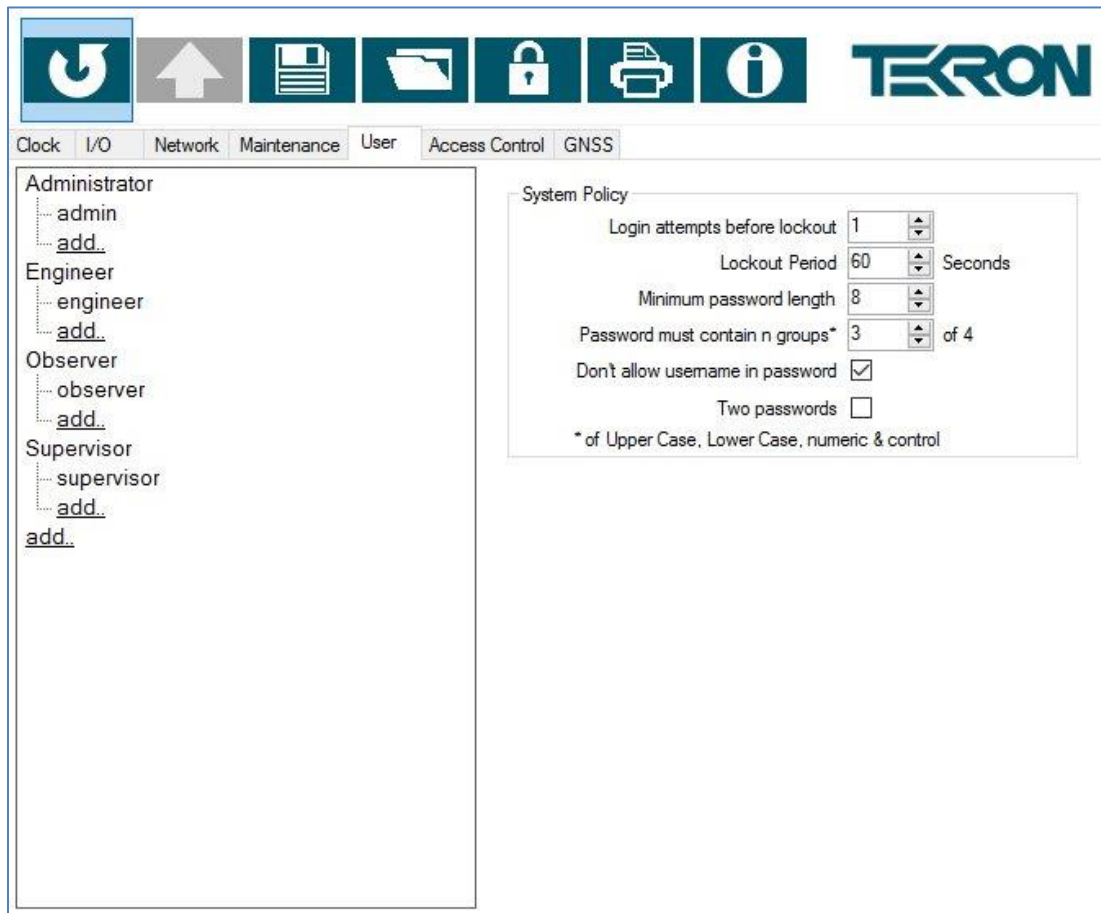 TEKRON
Clock I/O Network Maintenance User Access Control GNSS
Administrator
admin
add..
Engineer
engineer
add..
Observer
observer
add..
Supervisor
supervisor
add..
add..
System Policy
Login attempts before lockout 1
Lockout Period 60 Seconds
Minimum password length 8
Password must contain n groups* 3 of 4
Don't allow username in password
Two passwords
* of Upper Case, Lower Case, numeric & control